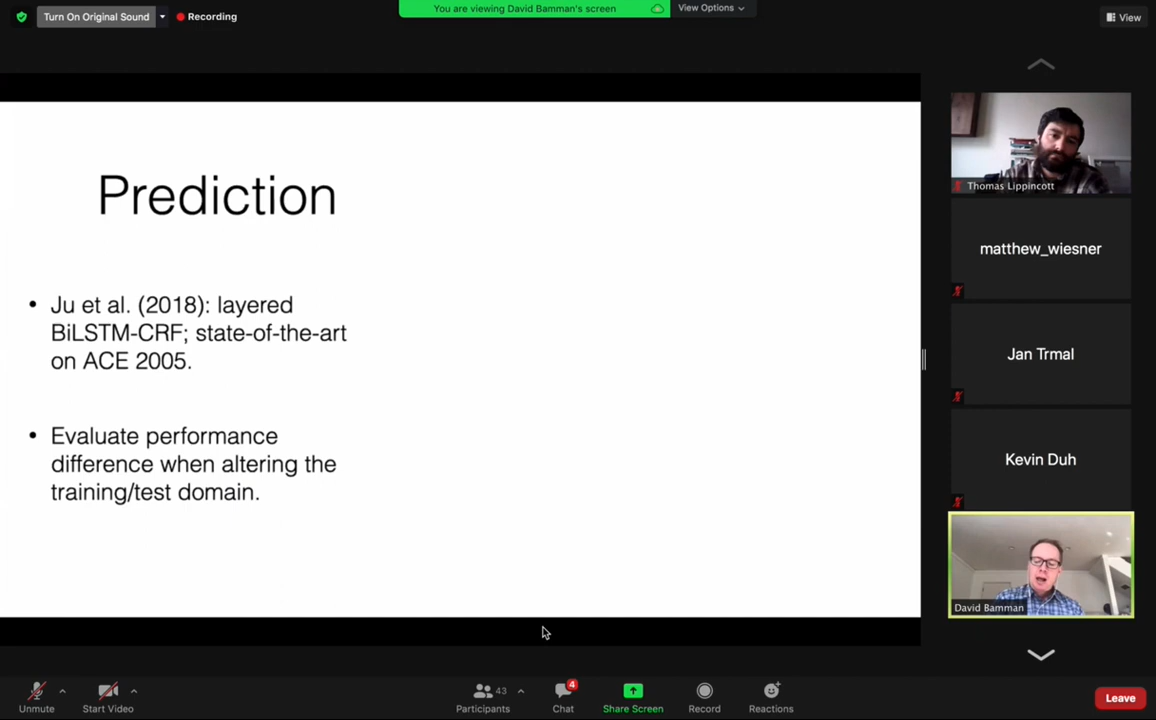 Turn On Original Sound
Recording
You are viewing David Bamman's screen
View Options
View
Prediction
• Ju et al. (2018): layered
BiLSTM-CRF; state-of-the-art
on ACE 2005.
• Evaluate performance
difference when altering the
training/test domain.
Thomas Lippincott
matthew_wiesner
Jan Trmal
Kevin Duh
David Bamman
Unmute
Start Video
Participants
43
Chat
4
Share Screen
Record
Reactions
Leave